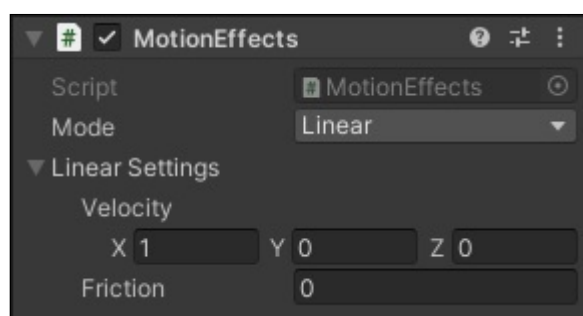 # MotionEffects
Script # MotionEffects
Mode Linear
Linear Settings
Velocity
X 1 Y 0 Z 0
Friction 0